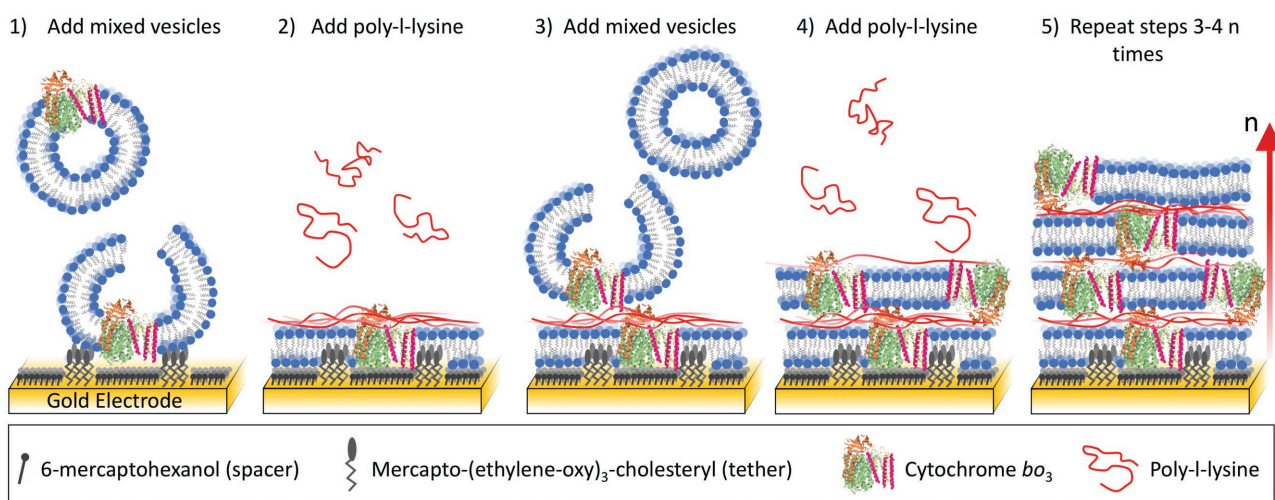 1) Add mixed vesicles
2) Add poly-l-lysine
3) Add mixed vesicles
4) Add poly-l-lysine
5) Repeat steps 3-4 n
times
n
Gold Electrode
6-mercaptohexanol (spacer)
Mercapto-(ethylene-oxy)₃-cholesteryl (tether)
Cytochrome bo₃
Poly-l-lysine